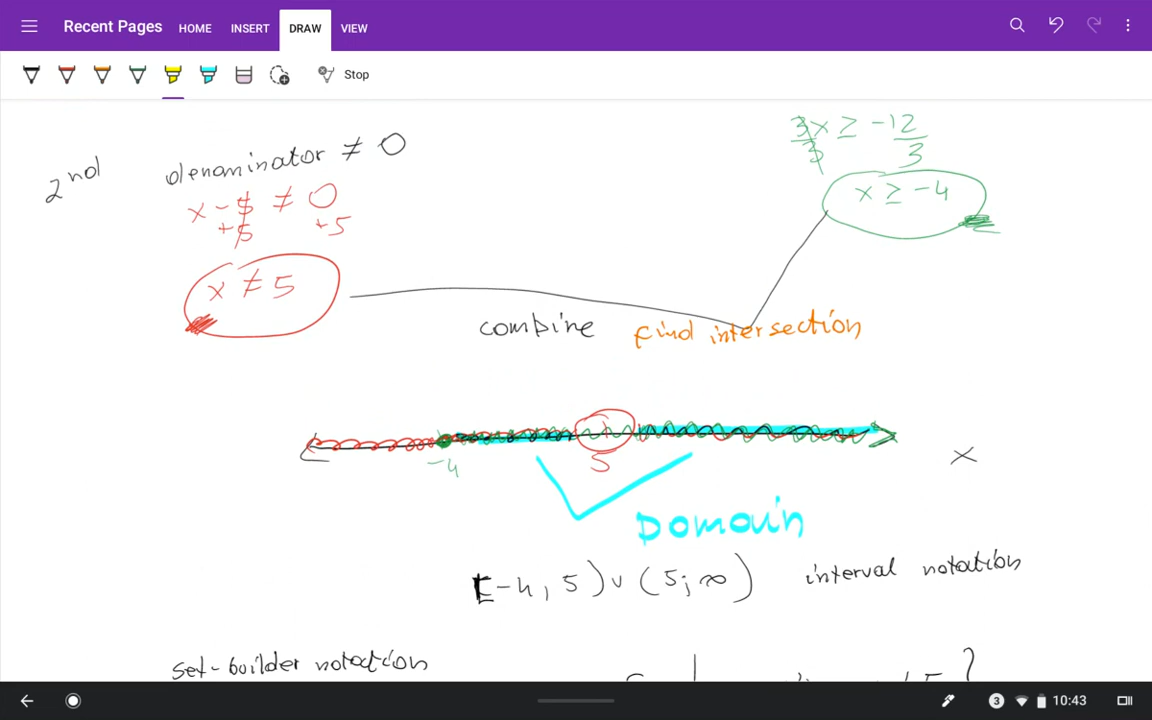 Recent Pages HOME INSERT DRAW VIEW
Stop
2nd denominator ≠ 0
x - 5 ≠ 0
+5 +5
x ≠ 5
3x ≥ -12
3 3
x ≥ -4
combine find intersection
-4 5 x
Domain
[-4, 5) ∪ (5; ∞) interval notation
set-builder notation
3 10:43